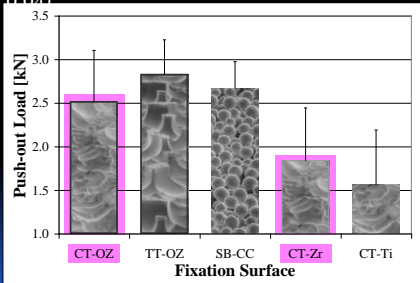 3.5
3.0
2.5
2.0
1.5
1.0
Push-out Load [kN]
CT-OZ TT-OZ SB-CC CT-Zr CT-Ti
Fixation Surface